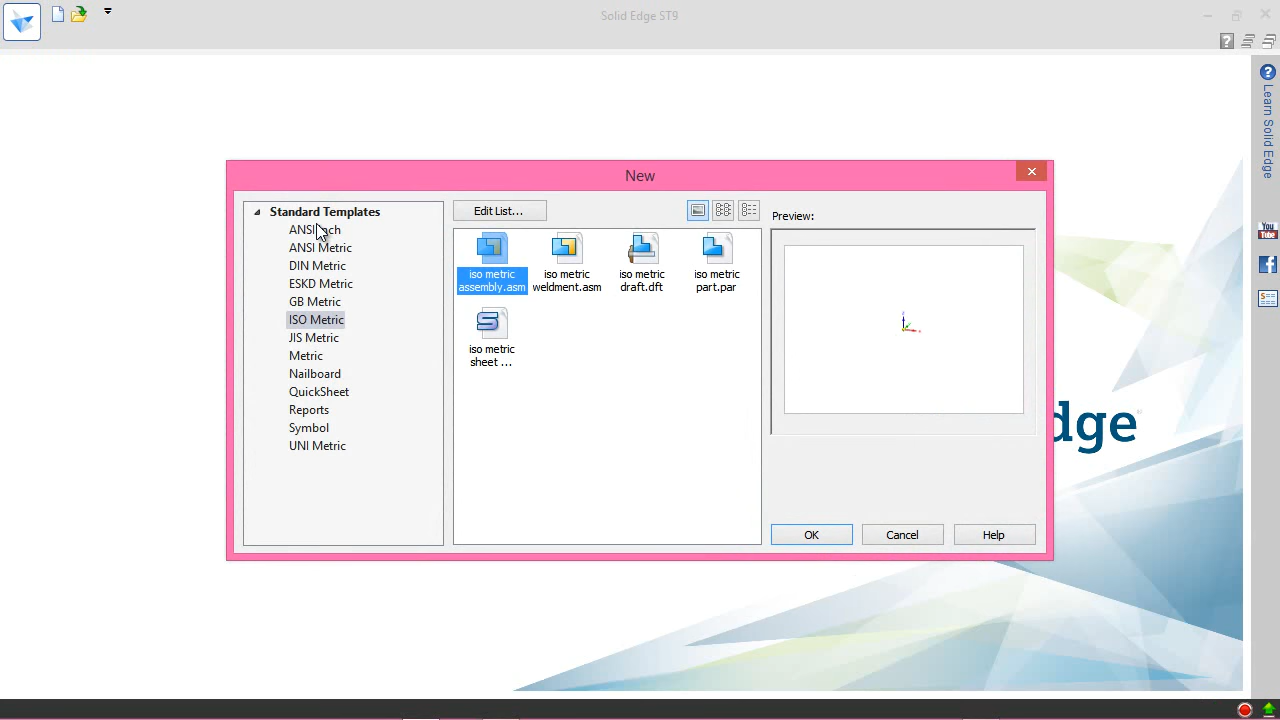 Solid Edge ST9
Learn Solid Edge
New
Standard Templates
ANSI Inch
ANSI Metric
DIN Metric
ESKD Metric
GB Metric
ISO Metric
JIS Metric
Metric
Nailboard
QuickSheet
Reports
Symbol
UNI Metric
Edit List...
iso metric
assembly.asm
iso metric
weldment.asm
iso metric
draft.dft
iso metric
part.par
iso metric
sheet ...
Preview:
OK
Cancel
Help
dge
You
Tube